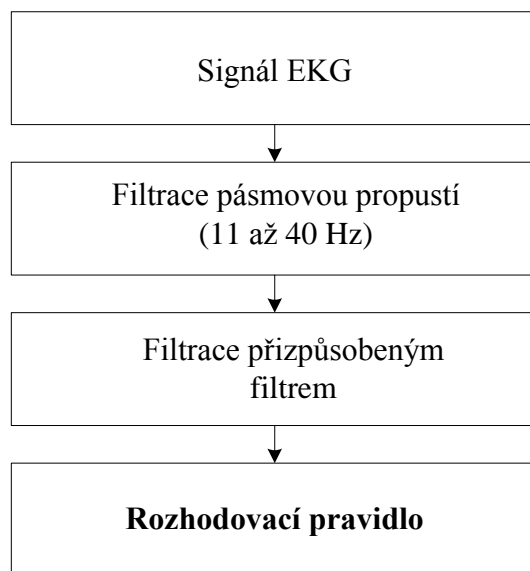 Signál EKG
Filtrace pásmovou propustí
(11 až 40 Hz)
Filtrace přizpůsobeným
filtrem
Rozhodovací pravidlo